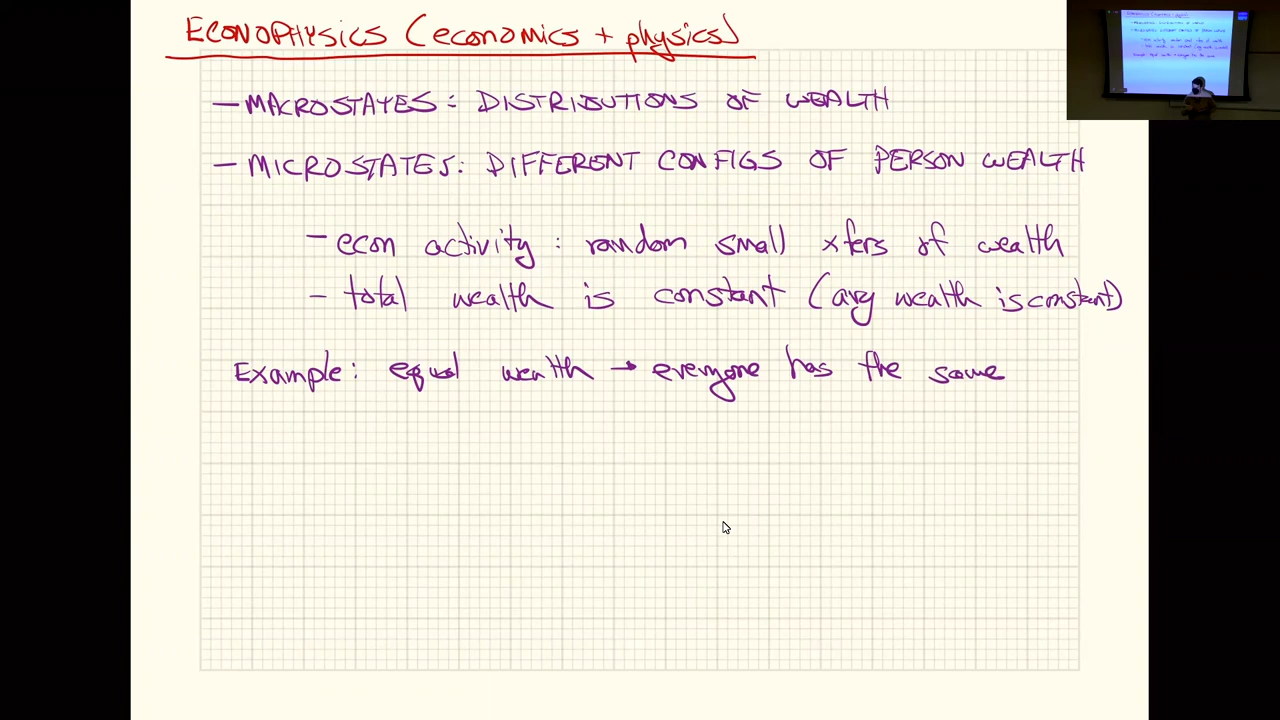 ECONOPHYSICS (economics + physics)
— MACROSTATES: DISTRIBUTIONS OF WEALTH
— MICROSTATES: DIFFERENT CONFIGS OF PERSON WEALTH
– econ activity: random small xfers of wealth
– total wealth is constant (avg wealth is constant)
Example: equal wealth → everyone has the same